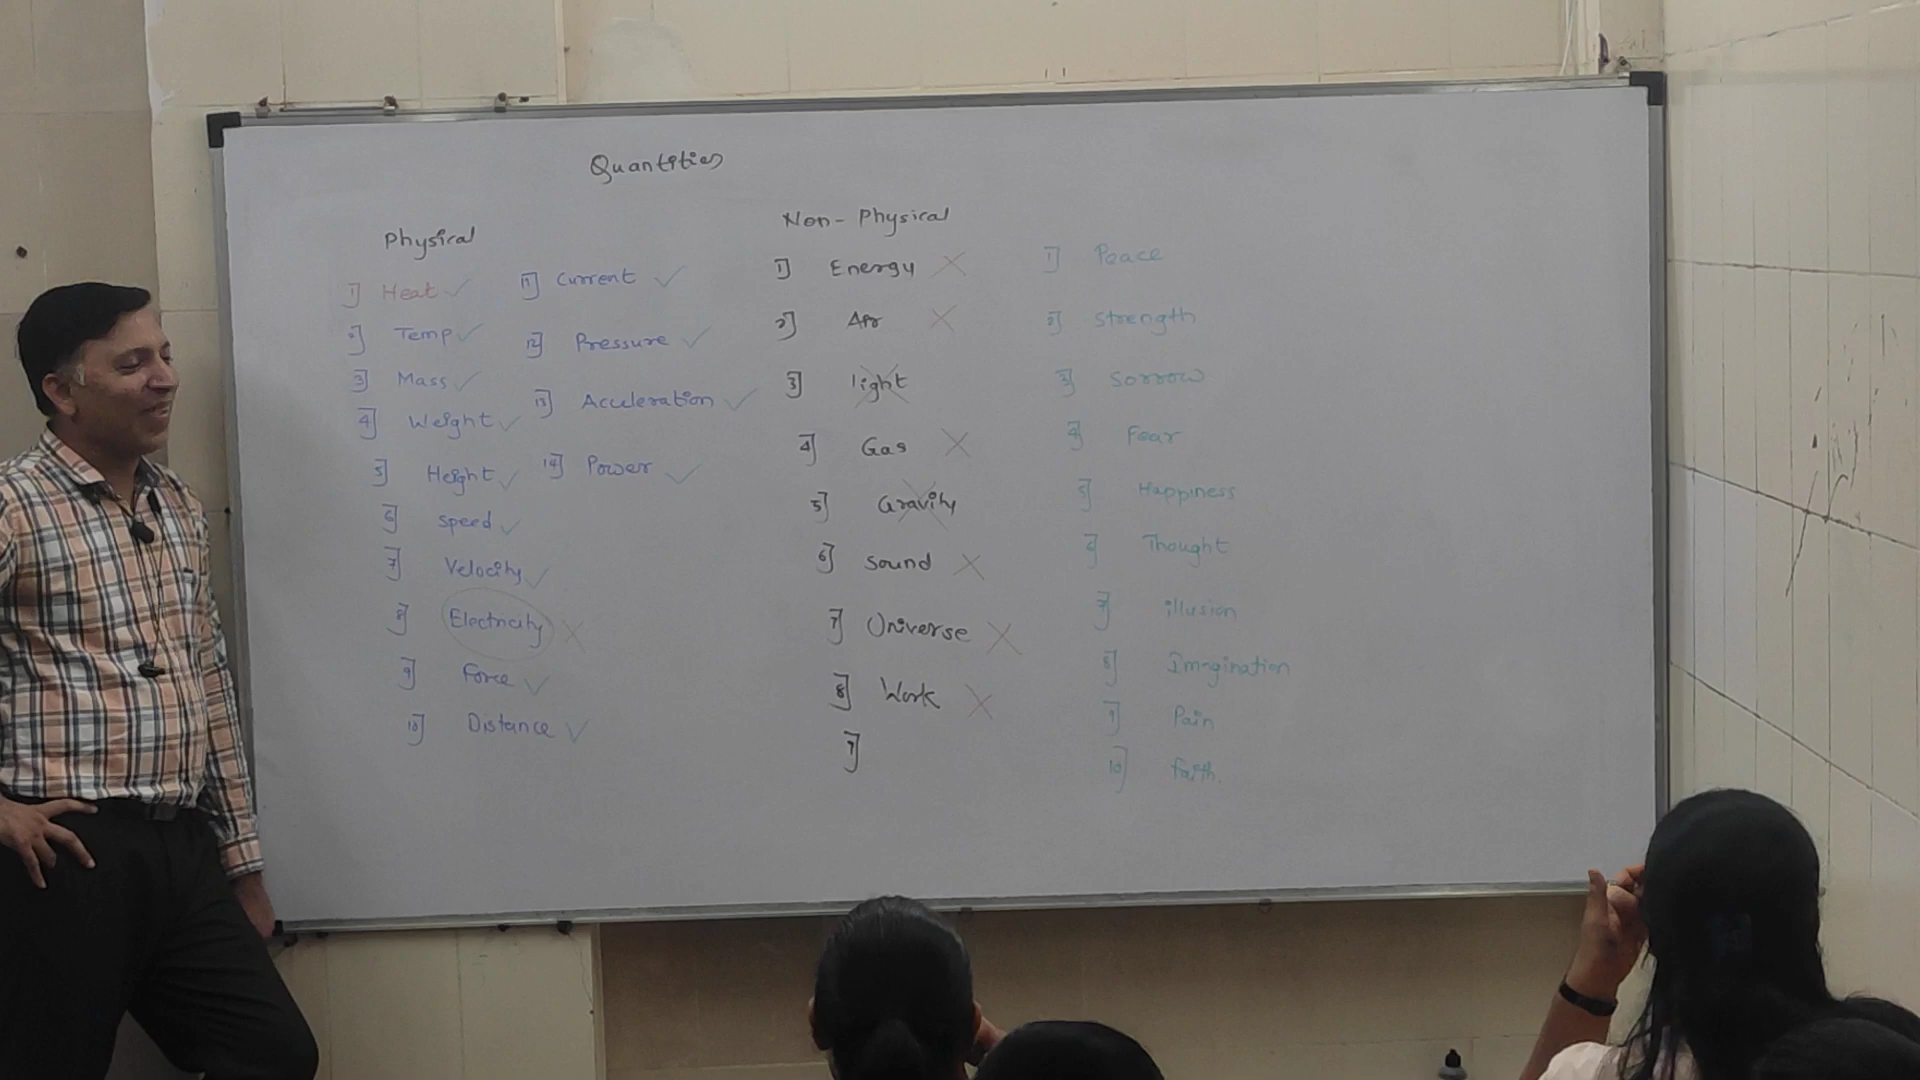 Quantities
Physical
1] Heat ✓
2] Temp ✓
3] Mass ✓
4] Weight ✓
5] Height ✓
6] Speed ✓
7] Velocity ✓
8] Electricity ✗
9] Force ✓
10] Distance ✓
11] Current ✓
12] Pressure ✓
13] Acculeration ✓
14] Power ✓
Non-Physical
1] Energy ✗
2] Air ✗
3] light ✗
4] Gas ✗
5] Gravity ✗
6] Sound ✗
7] Universe ✗
8] Work ✗
9]
1] Peace
2] Strength
3] Sorrow
4] Fear
5] Happiness
6] Thought
7] illusion
8] Imagination
9] Pain
10] faith.